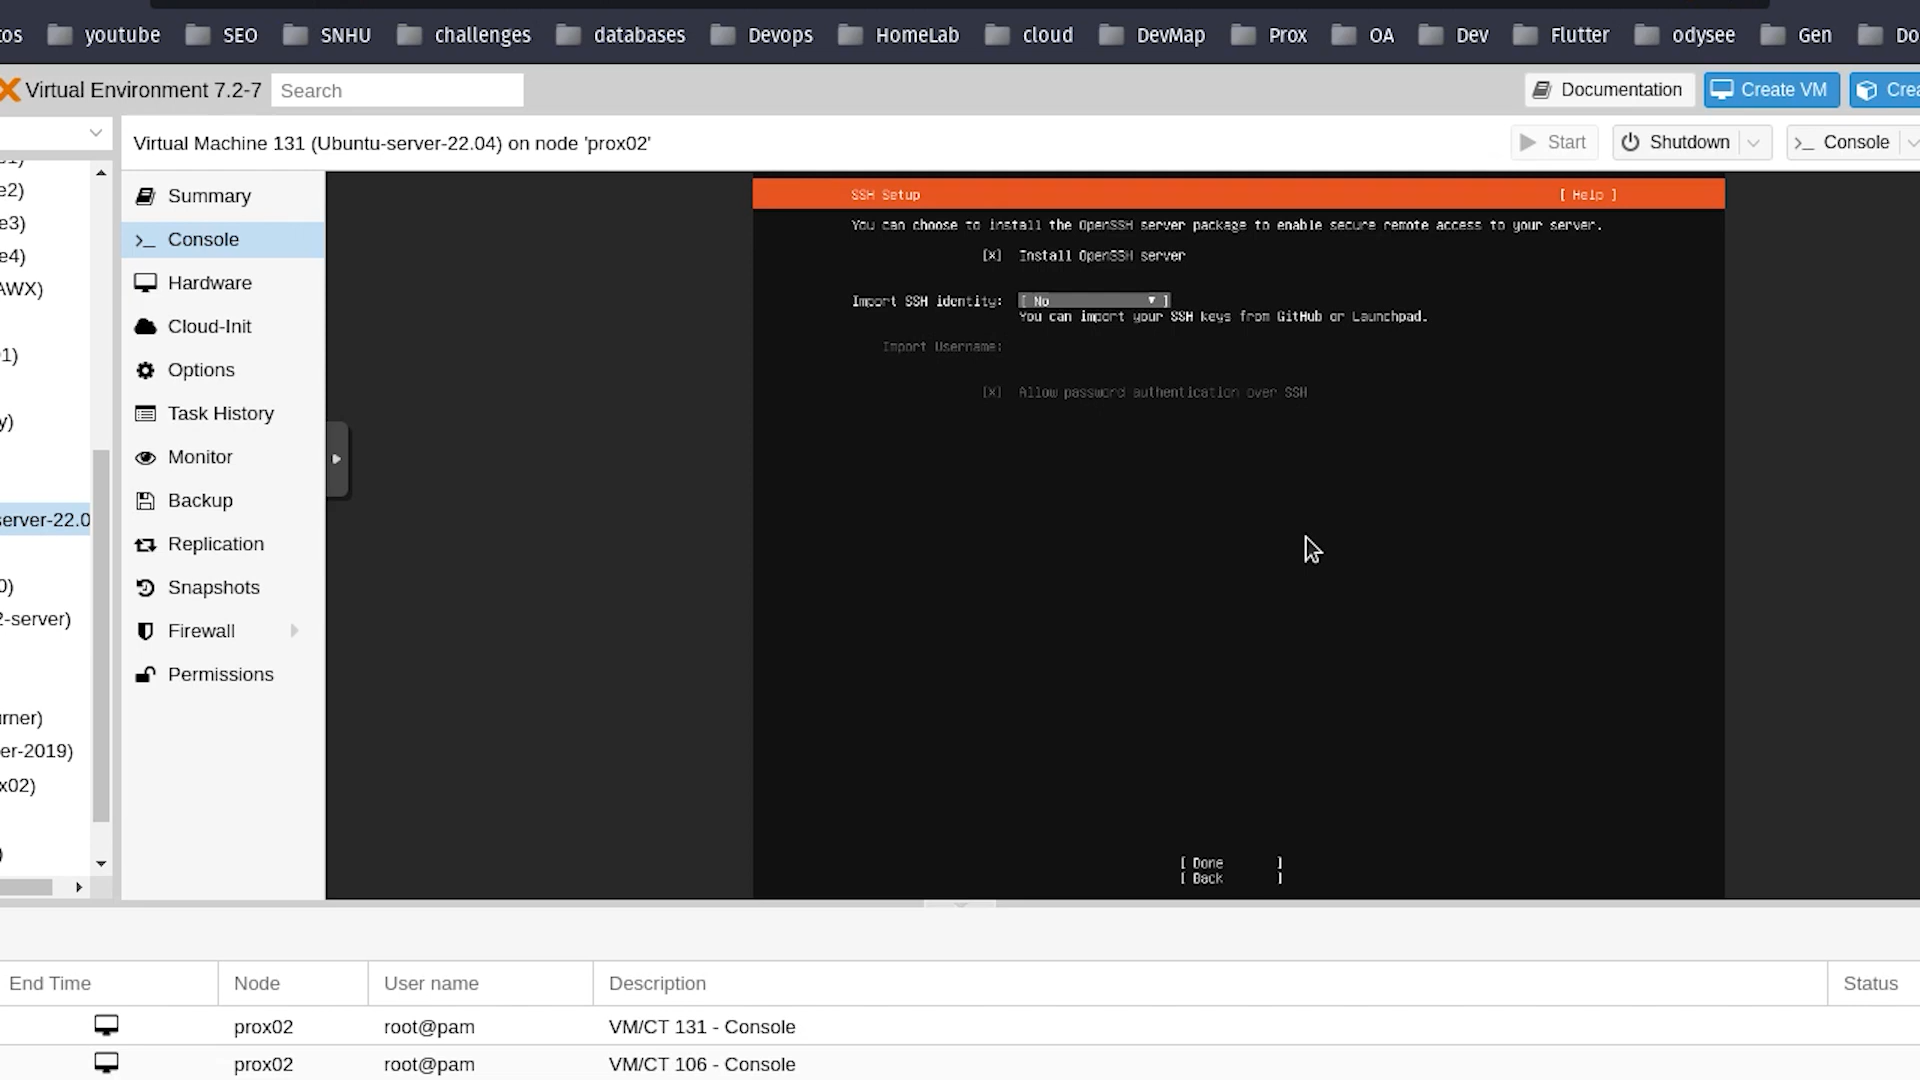 os youtube SEO SNHU challenges databases Devops HomeLab cloud DevMap Prox OA Dev Flutter odysee Gen Do
X Virtual Environment 7.2-7 Search Documentation Create VM Crea
Virtual Machine 131 (Ubuntu-server-22.04) on node 'prox02' Start Shutdown >_ Console
e2)
e3)
e4)
AWX)
1)
y)
server-22.0
0)
2-server)
rner)
er-2019)
x02)
)
Summary
>_ Console
Hardware
Cloud-Init
Options
Task History
Monitor
Backup
Replication
Snapshots
Firewall
Permissions
SSH Setup [ Help ]
You can choose to install the OpenSSH server package to enable secure remote access to your server.
[X] Install OpenSSH server
Import SSH identity: [ No ▼ ]
You can import your SSH keys from GitHub or Launchpad.
Import Username:
[X] Allow password authentication over SSH
[ Done ]
[ Back ]
End Time Node User name Description Status
prox02 root@pam VM/CT 131 - Console
prox02 root@pam VM/CT 106 - Console